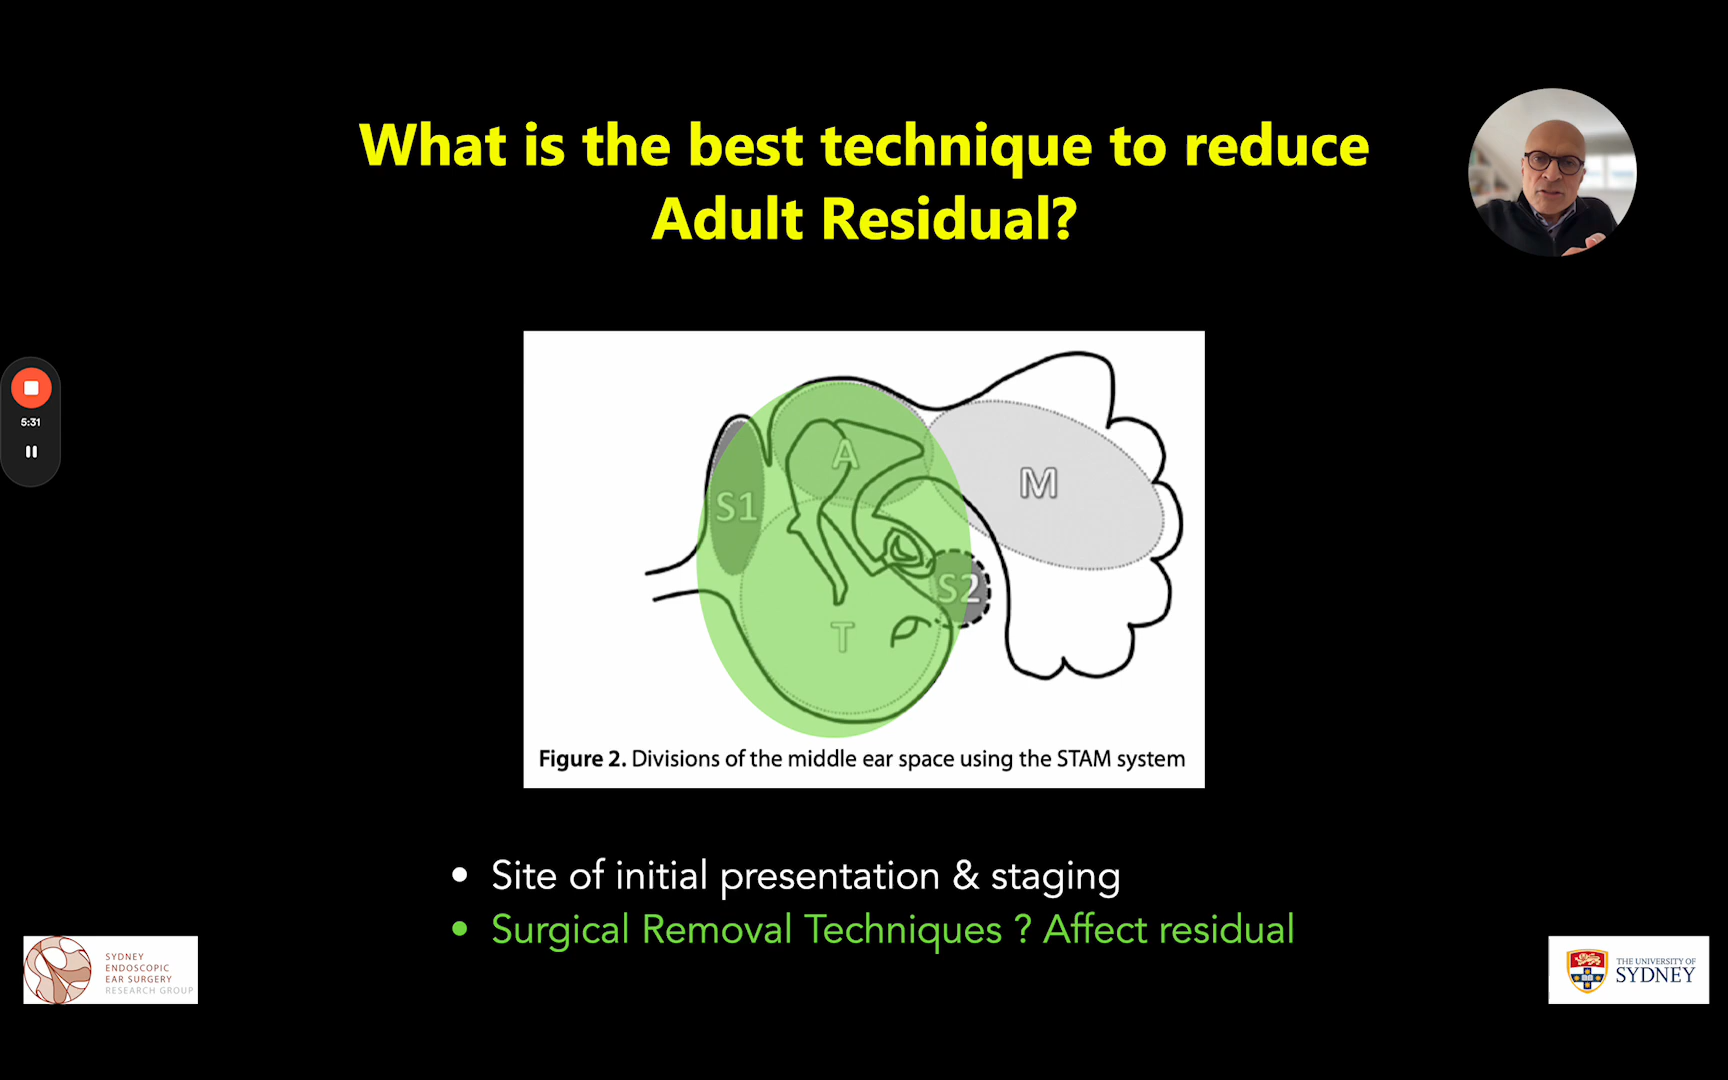 What is the best technique to reduce
Adult Residual?
5:31
A
M
S1
S2
T
Figure 2. Divisions of the middle ear space using the STAM system
• Site of initial presentation & staging
• Surgical Removal Techniques ? Affect residual
SYDNEY
ENDOSCOPIC
EAR SURGERY
RESEARCH GROUP
THE UNIVERSITY OF
SYDNEY